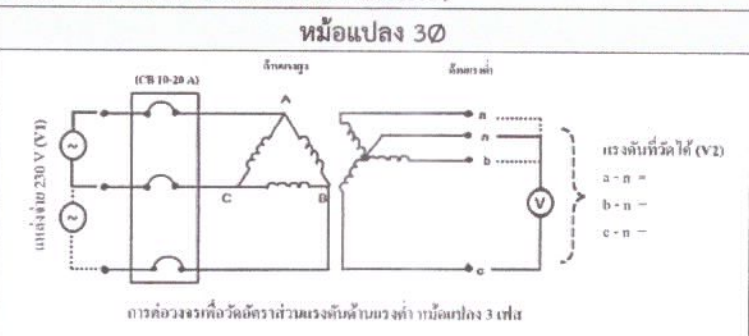 หม้อแปลง 3Ø
ด้านแรงสูง
ด้านแรงต่ำ
(CB 10-20 A)
A
C
B
แหล่งจ่าย 230 V (V1)
a
n
b
c
V
แรงดันที่วัดได้ (V2)
a - n =
b - n =
c - n =
การต่อวงจรเพื่อวัดอัตราส่วนแรงดันด้านแรงต่ำ หม้อแปลง 3 เฟส